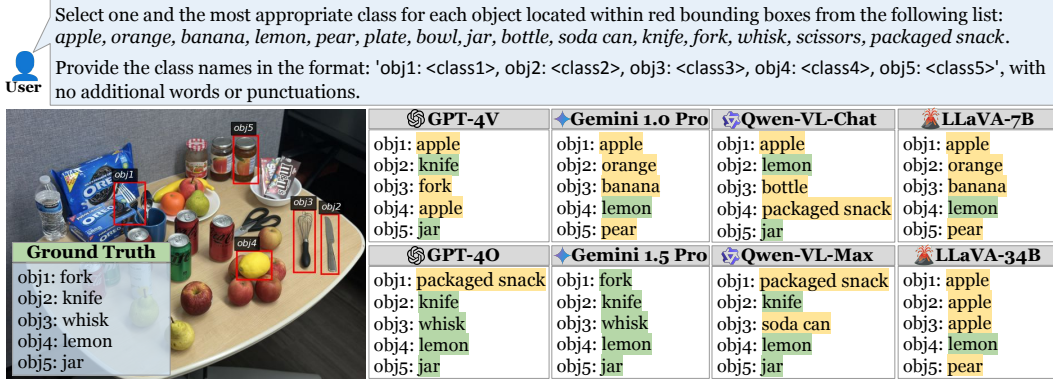 Select one and the most appropriate class for each object located within red bounding boxes from the following list:
apple, orange, banana, lemon, pear, plate, bowl, jar, bottle, soda can, knife, fork, whisk, scissors, packaged snack.
Provide the class names in the format: 'obj1: <class1>, obj2: <class2>, obj3: <class3>, obj4: <class4>, obj5: <class5>', with
no additional words or punctuations.
User
obj5
obj1
obj3
obj2
obj4
OREO
OREO
Ground Truth
obj1: fork
obj2: knife
obj3: whisk
obj4: lemon
obj5: jar
GPT-4V
obj1: apple
obj2: knife
obj3: fork
obj4: apple
obj5: jar
Gemini 1.0 Pro
obj1: apple
obj2: orange
obj3: banana
obj4: lemon
obj5: pear
Qwen-VL-Chat
obj1: apple
obj2: lemon
obj3: bottle
obj4: packaged snack
obj5: jar
LLaVA-7B
obj1: apple
obj2: orange
obj3: banana
obj4: lemon
obj5: pear
GPT-4O
obj1: packaged snack
obj2: knife
obj3: whisk
obj4: lemon
obj5: jar
Gemini 1.5 Pro
obj1: fork
obj2: knife
obj3: whisk
obj4: lemon
obj5: jar
Qwen-VL-Max
obj1: packaged snack
obj2: knife
obj3: soda can
obj4: lemon
obj5: jar
LLaVA-34B
obj1: apple
obj2: apple
obj3: apple
obj4: lemon
obj5: pear